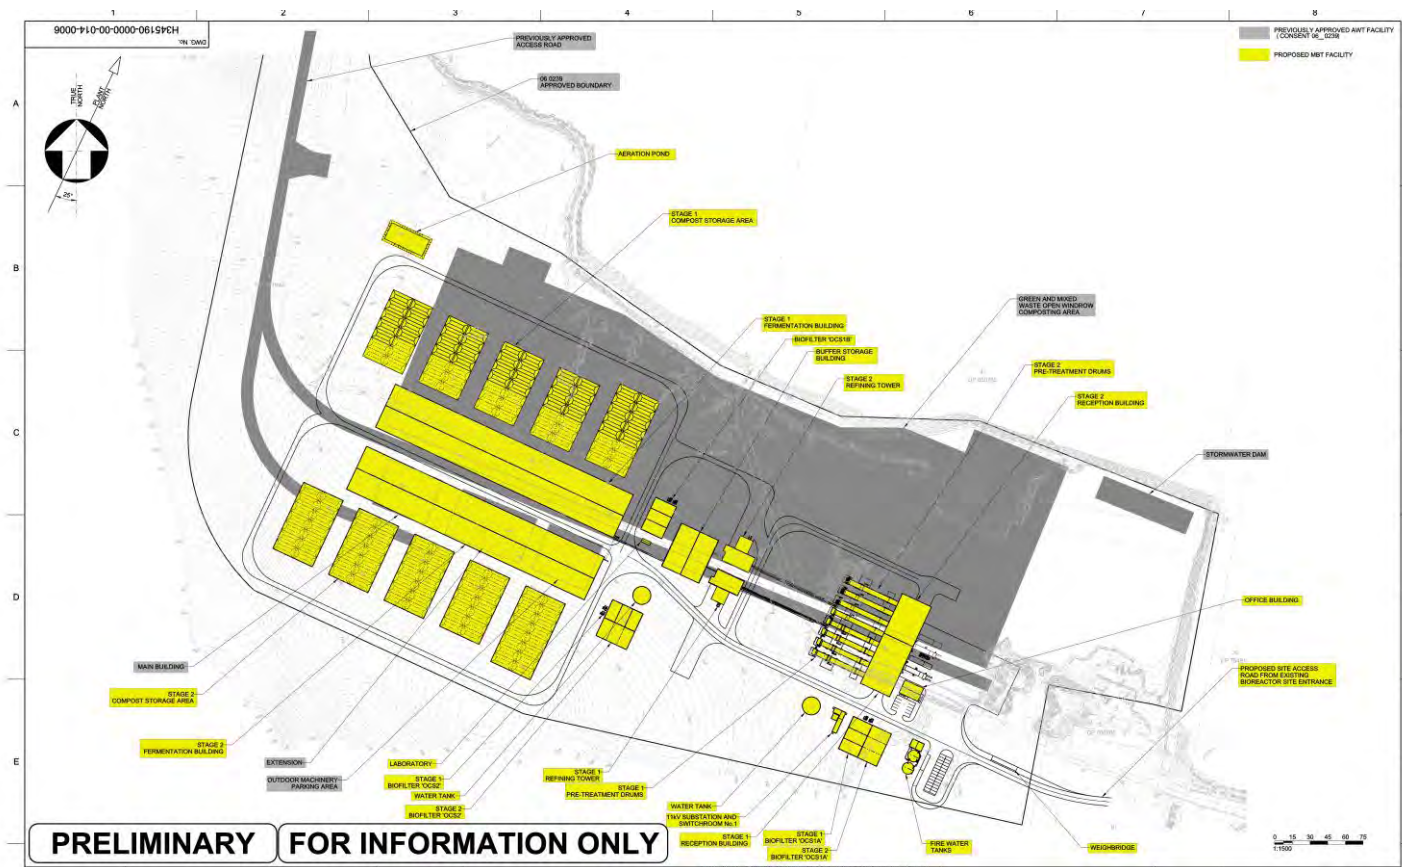 1 2 3 4 5 6 7 8
H345190-0000-00-014-0006
DWG. No.
PREVIOUSLY APPROVED AWT FACILITY
( CONSENT 06_0239)
PROPOSED MBT FACILITY
PREVIOUSLY APPROVED
ACCESS ROAD
06 0239
APPROVED BOUNDARY
A
TRUE
NORTH
PLANT
NORTH
25°
AERATION POND
STAGE 1
COMPOST STORAGE AREA
B
GREEN AND MIXED
WASTE OPEN WINDROW
COMPOSTING AREA
STAGE 1
FERMENTATION BUILDING
BIOFILTER 'OCS1B'
BUFFER STORAGE
BUILDING
STAGE 2
REFINING TOWER
STAGE 2
PRE-TREATMENT DRUMS
STAGE 2
RECEPTION BUILDING
C
STORMWATER DAM
D
OFFICE BUILDING
MAIN BUILDING
PROPOSED SITE ACCESS
ROAD FROM EXISTING
BIOREACTOR SITE ENTRANCE
STAGE 2
COMPOST STORAGE AREA
STAGE 2
FERMENTATION BUILDING
E
EXTENSION
LABORATORY
OUTDOOR MACHINERY
PARKING AREA
STAGE 1
BIOFILTER 'OCS2'
WATER TANK
STAGE 2
BIOFILTER 'OCS2'
STAGE 1
REFINING TOWER
STAGE 1
PRE-TREATMENT DRUMS
WATER TANK
11kV SUBSTATION AND
SWITCHROOM No.1
STAGE 1
RECEPTION BUILDING
STAGE 1
BIOFILTER 'OCS1A'
STAGE 2
BIOFILTER 'OCS1A'
FIRE WATER
TANKS
WEIGHBRIDGE
PRELIMINARY
FOR INFORMATION ONLY
0 15 30 45 60 75
1:1500